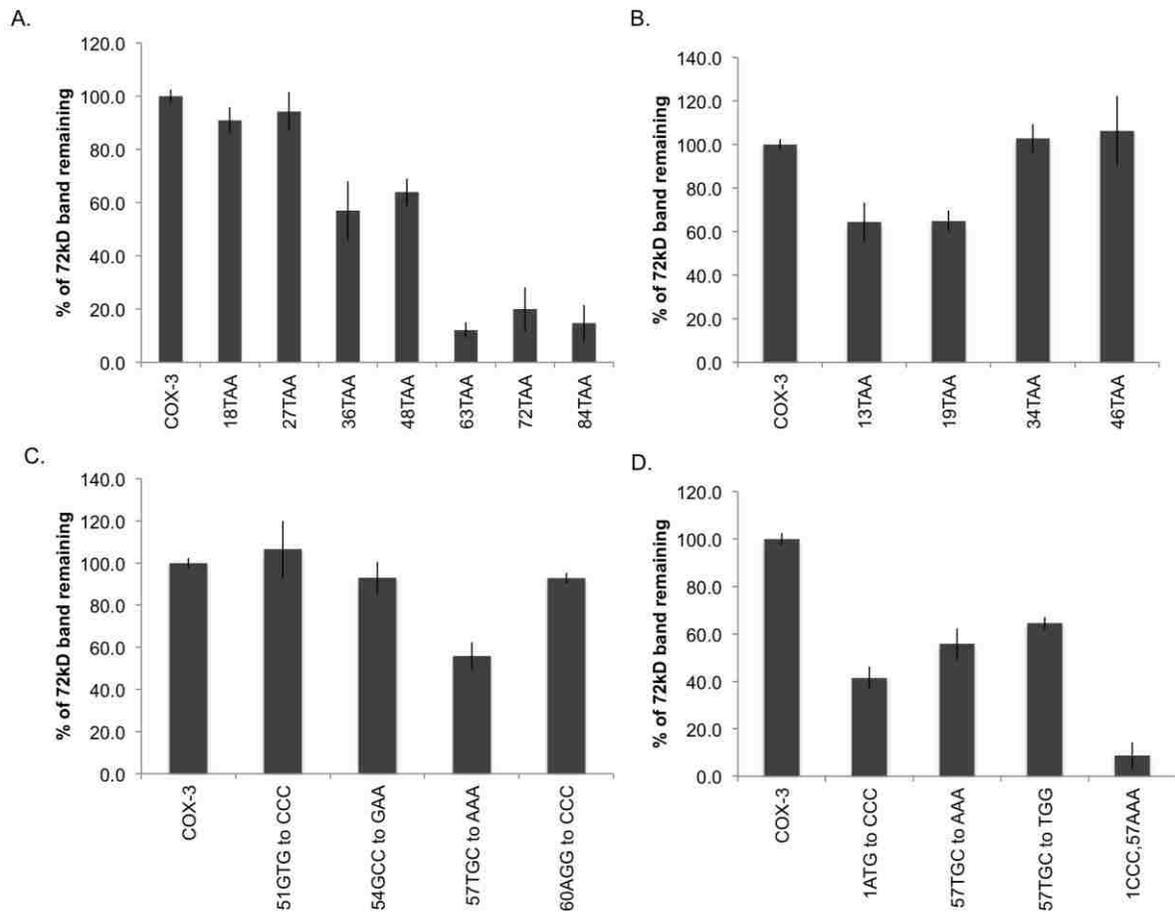 A.
% of 72kD band remaining
120.0
100.0
80.0
60.0
40.0
20.0
0.0
COX-3
18TAA
27TAA
36TAA
48TAA
63TAA
72TAA
84TAA
B.
% of 72kD band remaining
140.0
120.0
100.0
80.0
60.0
40.0
20.0
0.0
COX-3
13TAA
19TAA
34TAA
46TAA
C.
% of 72kD band remaining
140.0
120.0
100.0
80.0
60.0
40.0
20.0
0.0
COX-3
51GTG to CCC
54GCC to GAA
57TGC to AAA
60AGG to CCC
D.
% of 72kD band remaining
120.0
100.0
80.0
60.0
40.0
20.0
0.0
COX-3
1ATG to CCC
57TGC to AAA
57TGC to TGG
1CCC,57AAA